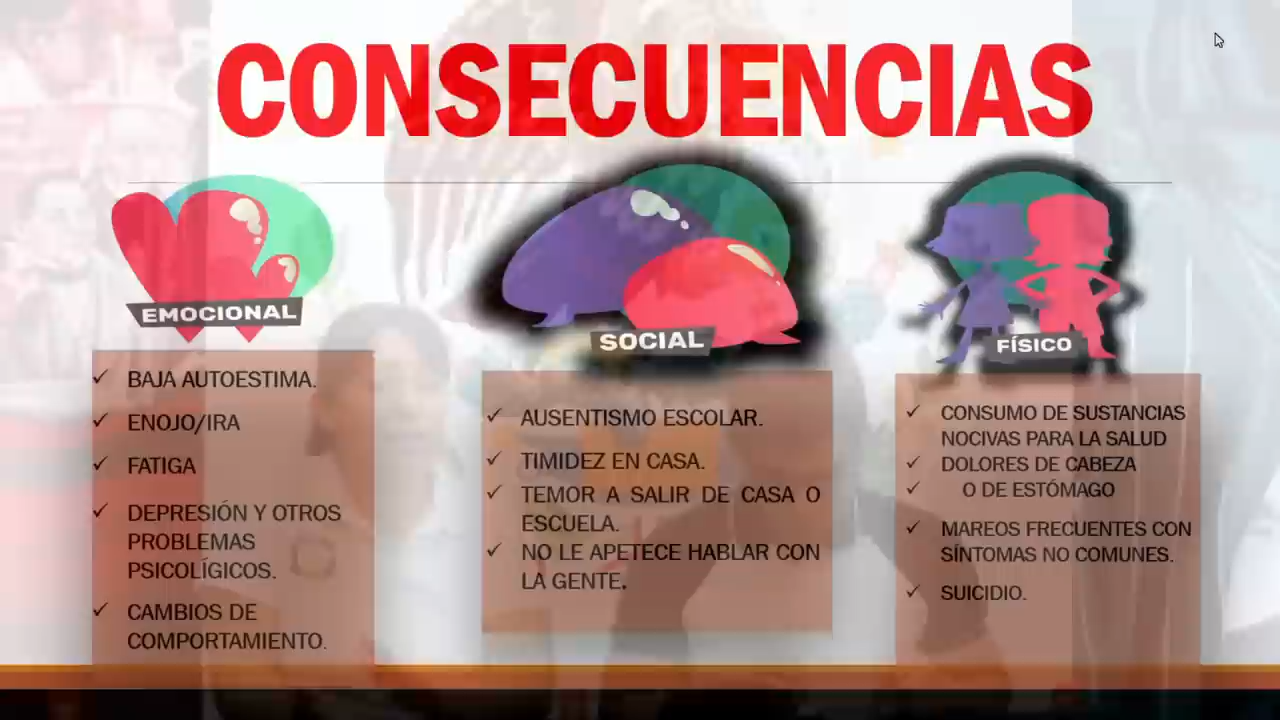 CONSECUENCIAS
EMOCIONAL
BAJA AUTOESTIMA.
ENOJO/IRA
FATIGA
DEPRESIÓN Y OTROS
PROBLEMAS
PSICOLÍGICOS.
CAMBIOS DE
COMPORTAMIENTO.
SOCIAL
AUSENTISMO ESCOLAR.
TIMIDEZ EN CASA.
TEMOR A SALIR DE CASA O
ESCUELA.
NO LE APETECE HABLAR CON
LA GENTE.
FÍSICO
CONSUMO DE SUSTANCIAS
NOCIVAS PARA LA SALUD
DOLORES DE CABEZA
O DE ESTÓMAGO
MAREOS FRECUENTES CON
SÍNTOMAS NO COMUNES.
SUICIDIO.